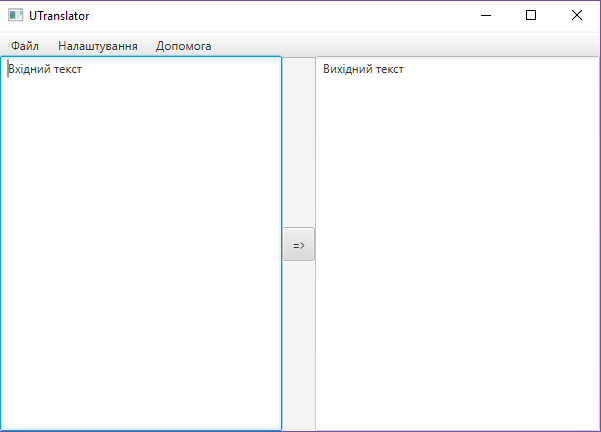 UTranslator
Файл Налаштування Допомога
Вхідний текст
Вихідний текст
=>